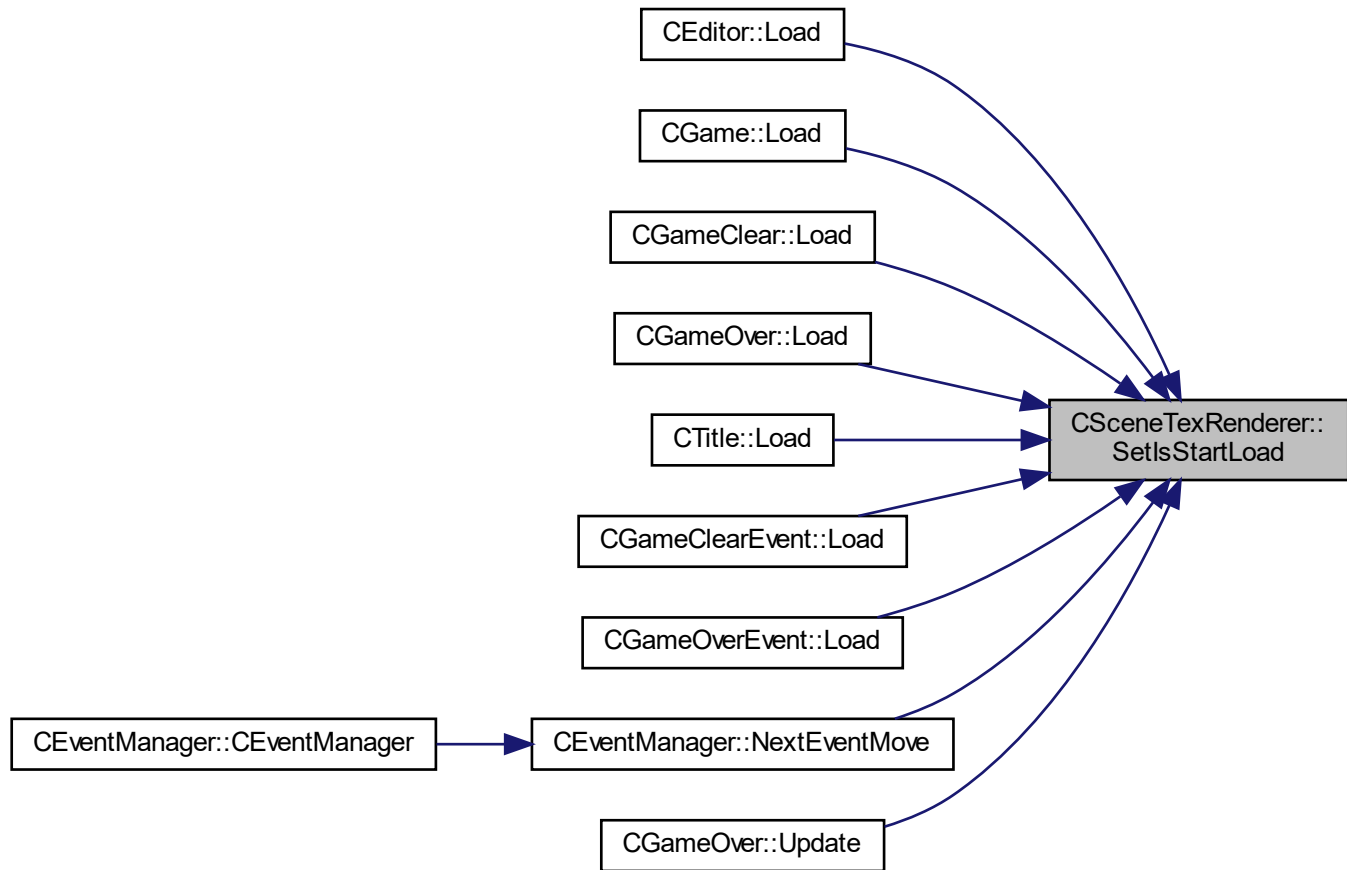 CEditor::Load
CGame::Load
CGameClear::Load
CGameOver::Load
CTitle::Load
CSceneTexRenderer::
SetIsStartLoad
CGameClearEvent::Load
CGameOverEvent::Load
CEventManager::CEventManager
CEventManager::NextEventMove
CGameOver::Update